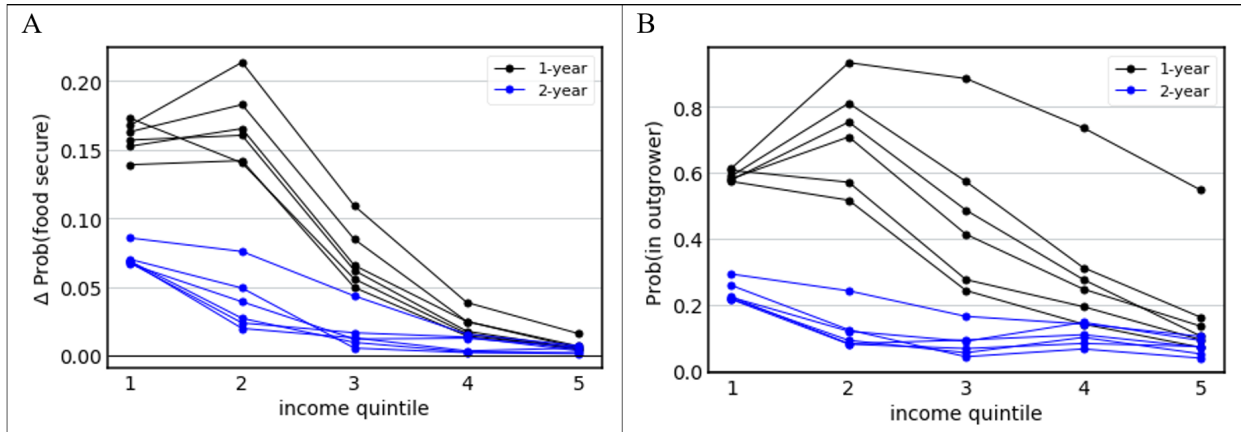 A
0.20
0.15
0.10
0.05
0.00
Δ Prob(food secure)
1-year
2-year
1 2 3 4 5
income quintile
B
0.8
0.6
0.4
0.2
0.0
Prob(in outgrower)
1-year
2-year
1 2 3 4 5
income quintile